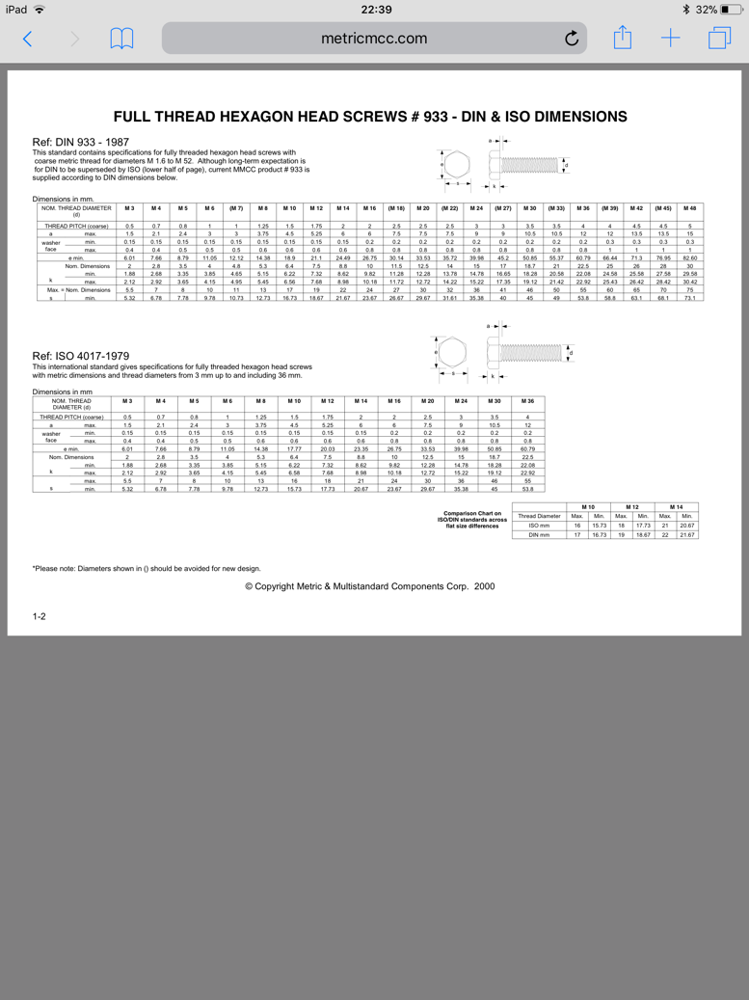 iPad 22:39 32%
metricmcc.com
FULL THREAD HEXAGON HEAD SCREWS # 933 - DIN & ISO DIMENSIONS
Ref: DIN 933 - 1987
This standard contains specifications for fully threaded hexagon head screws with
coarse metric thread for diameters M 1.6 to M 52. Although long-term expectation is
for DIN to be superseded by ISO (lower half of page), current MMCC product # 933 is
supplied according to DIN dimensions below.
a
e
d
s
k
Dimensions in mm.
NOM. THREAD DIAMETER (d) M 3 M 4 M 5 M 6 (M 7) M 8 M 10 M 12 M 14 M 16 (M 18) M 20 (M 22) M 24 (M 27) M 30 (M 33) M 36 (M 39) M 42 (M 45) M 48
THREAD PITCH (coarse) 0.5 0.7 0.8 1 1 1.25 1.5 1.75 2 2 2.5 2.5 2.5 3 3 3.5 3.5 4 4 4.5 4.5 5
a max. 1.5 2.1 2.4 3 3 3.75 4.5 5.25 6 6 7.5 7.5 7.5 9 9 10.5 10.5 12 12 13.5 13.5 15
washer face min. 0.15 0.15 0.15 0.15 0.15 0.15 0.15 0.15 0.15 0.2 0.2 0.2 0.2 0.2 0.2 0.2 0.2 0.2 0.3 0.3 0.3 0.3
max. 0.4 0.4 0.5 0.5 0.5 0.6 0.6 0.6 0.6 0.8 0.8 0.8 0.8 0.8 0.8 0.8 0.8 0.8 1 1 1 1
e min. 6.01 7.66 8.79 11.05 12.12 14.38 18.9 21.1 24.49 26.75 30.14 33.53 35.72 39.98 45.2 50.85 55.37 60.79 66.44 71.3 76.95 82.60
Nom. Dimensions 2 2.8 3.5 4 4.8 5.3 6.4 7.5 8.8 10 11.5 12.5 14 15 17 18.7 21 22.5 25 26 28 30
k min. 1.88 2.68 3.35 3.85 4.65 5.15 6.22 7.32 8.62 9.82 11.28 12.28 13.78 14.78 16.65 18.28 20.58 22.08 24.58 25.58 27.58 29.58
max. 2.12 2.92 3.65 4.15 4.95 5.45 6.56 7.68 8.98 10.18 11.72 12.72 14.22 15.22 17.35 19.12 21.42 22.92 25.43 26.42 28.42 30.42
Max. = Nom. Dimensions 5.5 7 8 10 11 13 17 19 22 24 27 30 32 36 41 46 50 55 60 65 70 75
s min. 5.32 6.78 7.78 9.78 10.73 12.73 16.73 18.67 21.67 23.67 26.67 29.67 31.61 35.38 40 45 49 53.8 58.8 63.1 68.1 73.1
a
e
d
s
k
Ref: ISO 4017-1979
This international standard gives specifications for fully threaded hexagon head screws
with metric dimensions and thread diameters from 3 mm up to and including 36 mm.
Dimensions in mm
NOM. THREAD DIAMETER (d) M 3 M 4 M 5 M 6 M 8 M 10 M 12 M 14 M 16 M 20 M 24 M 30 M 36
THREAD PITCH (coarse) 0.5 0.7 0.8 1 1.25 1.5 1.75 2 2 2.5 3 3.5 4
a max. 1.5 2.1 2.4 3 3.75 4.5 5.25 6 6 7.5 9 10.5 12
washer face min. 0.15 0.15 0.15 0.15 0.15 0.15 0.15 0.15 0.2 0.2 0.2 0.2 0.2
max. 0.4 0.4 0.5 0.5 0.6 0.6 0.6 0.6 0.8 0.8 0.8 0.8 0.8
e min. 6.01 7.66 8.79 11.05 14.38 17.77 20.03 23.35 26.75 33.53 39.98 50.85 60.79
Nom. Dimensions 2 2.8 3.5 4 5.3 6.4 7.5 8.8 10 12.5 15 18.7 22.5
k min. 1.88 2.68 3.35 3.85 5.15 6.22 7.32 8.62 9.82 12.28 14.78 18.28 22.08
max. 2.12 2.92 3.65 4.15 5.45 6.58 7.68 8.98 10.18 12.72 15.22 19.12 22.92
5.5 7 8 10 13 16 18 21 24 30 36 46 55
s min. 5.32 6.78 7.78 9.78 12.73 15.73 17.73 20.67 23.67 29.67 35.38 45 53.8
Comparison Chart on
ISO/DIN standards across
flat size differences
M 10 M 12 M 14
Thread Diameter Max. Min. Max. Min. Max. Min.
ISO mm 16 15.73 18 17.73 21 20.67
DIN mm 17 16.73 19 18.67 22 21.67
*Please note: Diameters shown in () should be avoided for new design.
© Copyright Metric & Multistandard Components Corp. 2000
1-2